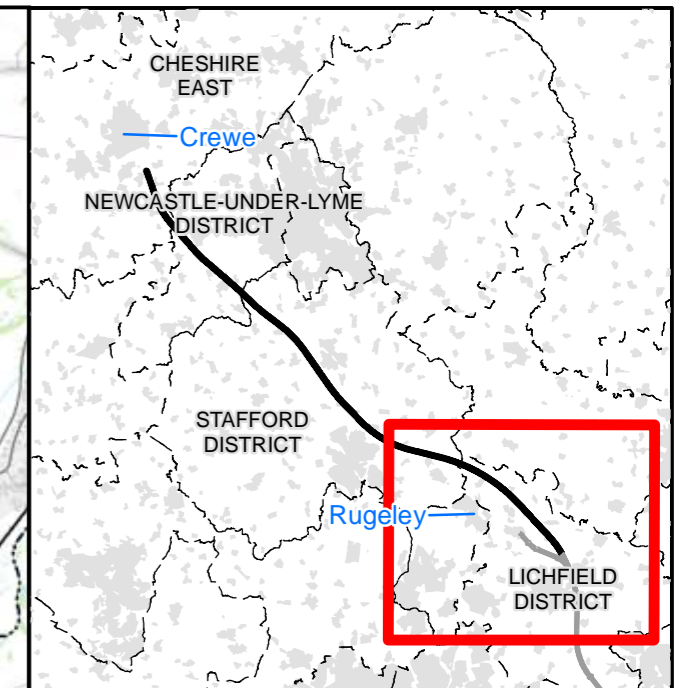 CHESHIRE
EAST
Crewe
NEWCASTLE-UNDER-LYME
DISTRICT
STAFFORD
DISTRICT
Rugeley
LICHFIELD
DISTRICT